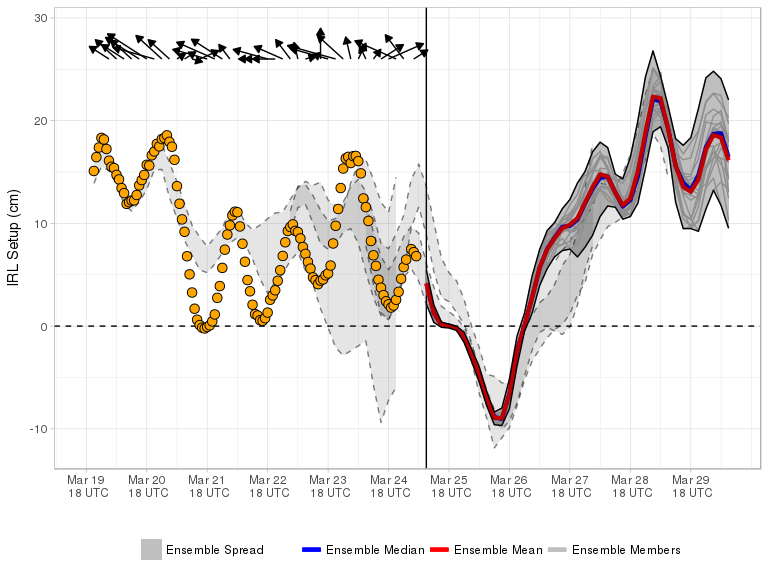 30
20
10
0
-10
IRL Setup (cm)
Mar 19 Mar 20 Mar 21 Mar 22 Mar 23 Mar 24 Mar 25 Mar 26 Mar 27 Mar 28 Mar 29
18 UTC 18 UTC 18 UTC 18 UTC 18 UTC 18 UTC 18 UTC 18 UTC 18 UTC 18 UTC 18 UTC
Ensemble Spread Ensemble Median Ensemble Mean Ensemble Members